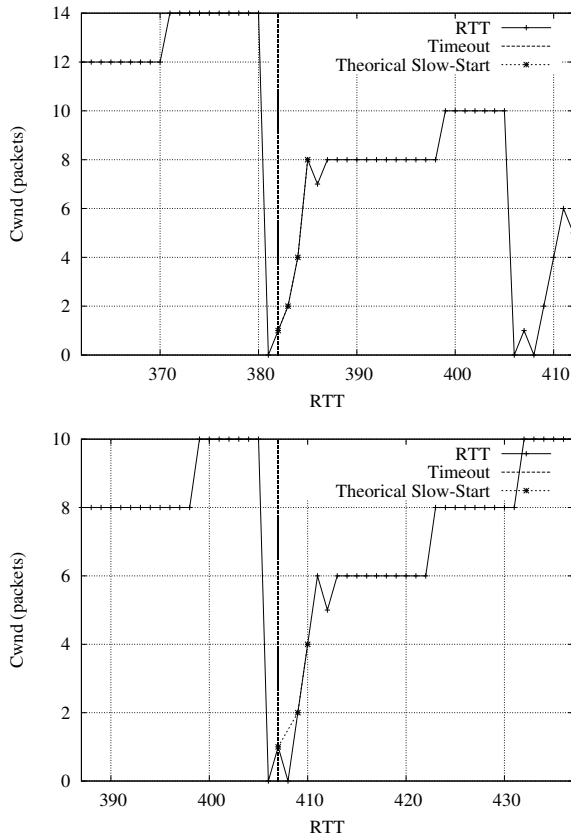 14
12
10
8
6
4
2
0
Cwnd (packets)
RTT
Timeout
Theorical Slow-Start
370
380
390
400
410
RTT
10
8
6
4
2
0
Cwnd (packets)
RTT
Timeout
Theorical Slow-Start
390
400
410
420
430
RTT